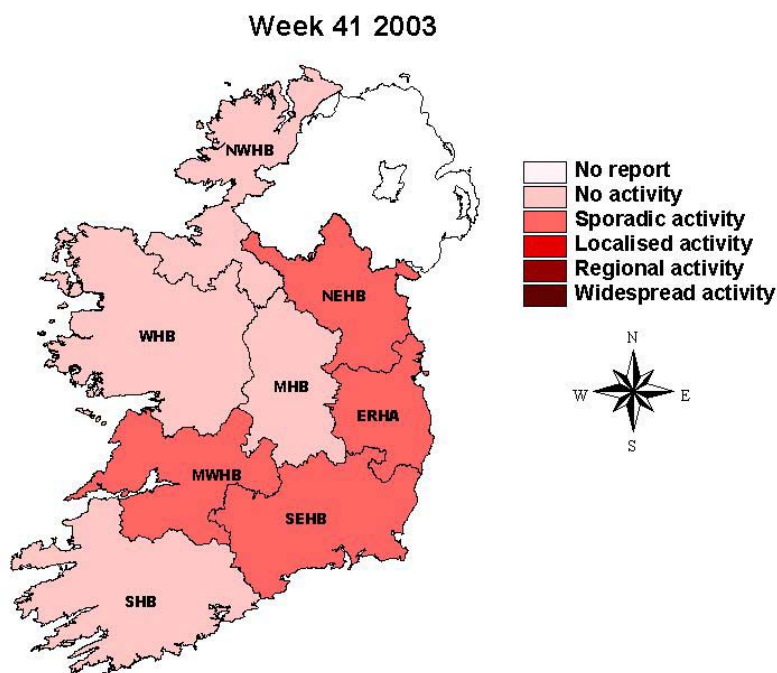 Week 41 2003
NWHB
No report
No activity
Sporadic activity
Localised activity
Regional activity
Widespread activity
NEHB
WHB
MHB
ERHA
MWHB
SEHB
SHB
N
W
E
S